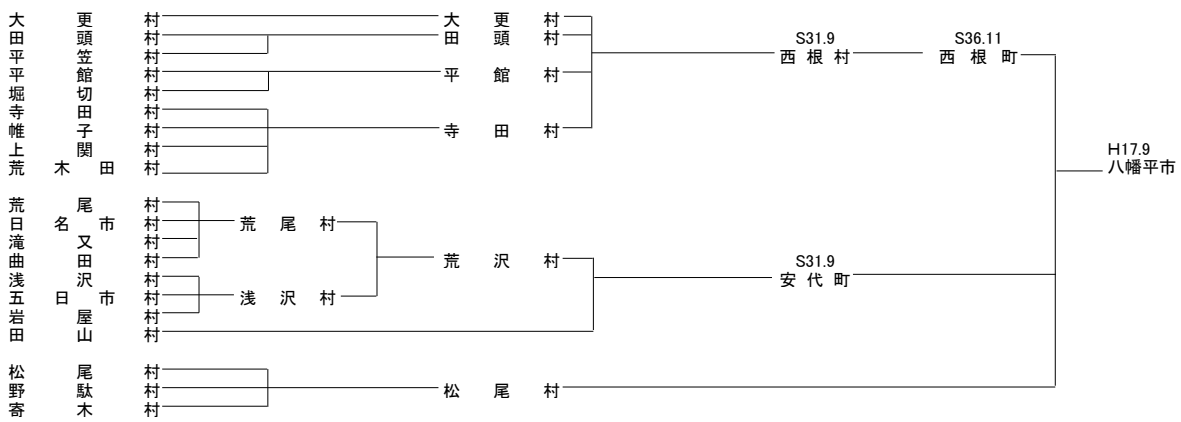 大更村 大更村
田頭村 田頭村 S31.9 S36.11
平笠村 西根村 西根町
平館村 平館村
堀切村
寺田村
帷子村 寺田村
上関村 H17.9
荒木田村 八幡平市
荒尾村
日名市村 荒尾村
滝又村
曲田村 荒沢村 S31.9
浅沢村 安代町
五日市村 浅沢村
岩屋村
田山村
松尾村
野駄村 松尾村
寄木村